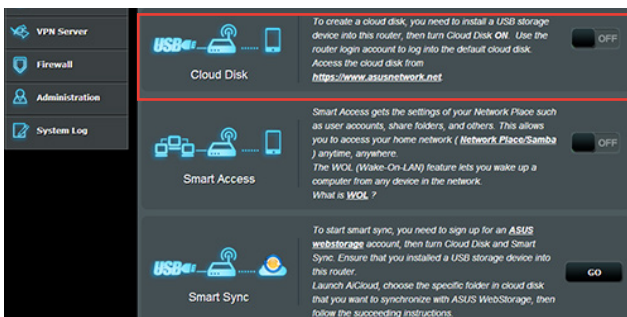 VPN Server
Firewall
Administration
System Log
USB
Cloud Disk
To create a cloud disk, you need to install a USB storage
device into this router, then turn Cloud Disk ON. Use the
router login account to log into the default cloud disk.
Access the cloud disk from
https://www.asusnetwork.net.
OFF
Smart Access
Smart Access gets the settings of your Network Place such
as user accounts, share folders, and others. This allows
you to access your home network ( Network Place/Samba
) anytime, anywhere.
The WOL (Wake-On-LAN) feature lets you wake up a
computer from any device in the network.
What is WOL ?
OFF
USB
Smart Sync
To start smart sync, you need to sign up for an ASUS
webstorage account, then turn Cloud Disk and Smart
Sync. Ensure that you installed a USB storage device into
this router.
Launch AiCloud, choose the specific folder in cloud disk
that you want to synchronize with ASUS WebStorage, then
follow the succeeding instructions.
GO